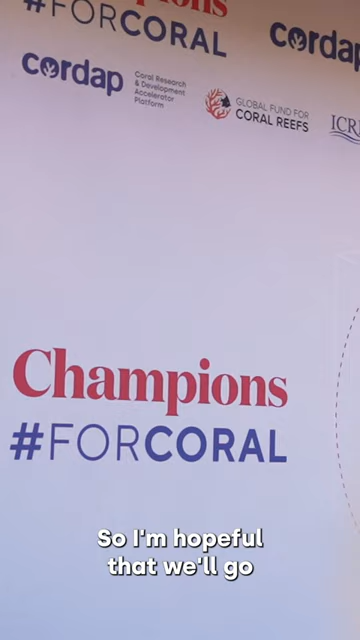 #FORCORAL
cordap
cordap
Coral Research
& Development
Accelerator
Platform
GLOBAL FUND FOR
CORAL REEFS
Champions
#FORCORAL
So I'm hopeful
that we'll go